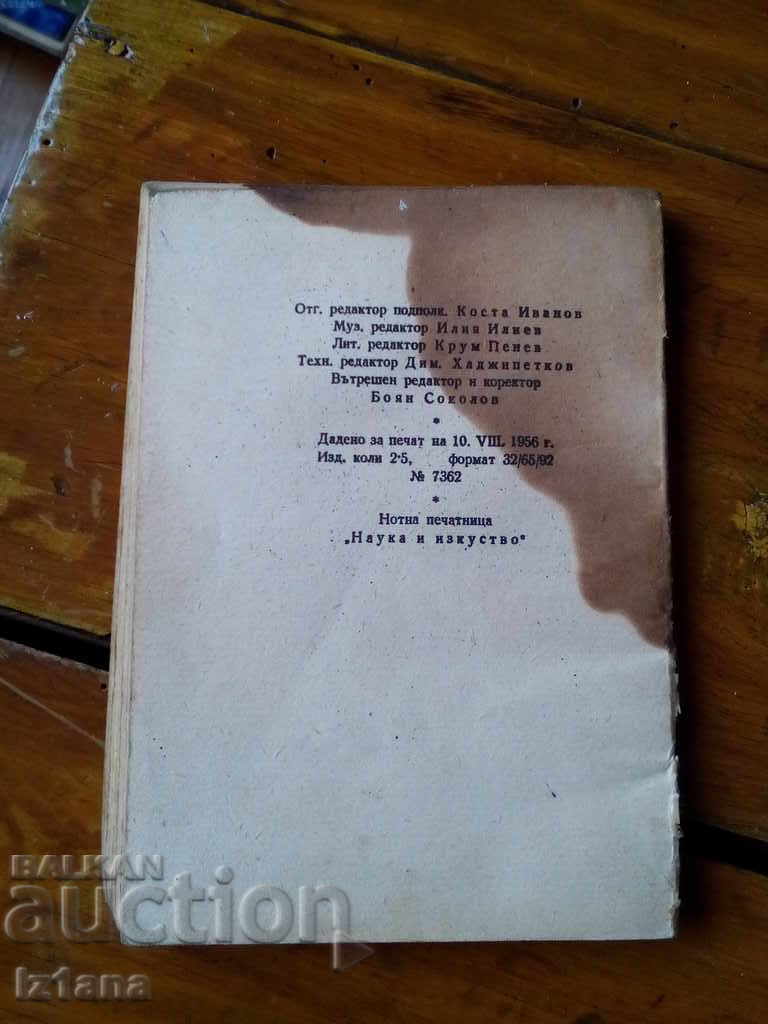 Отг. редактор подполк. Коста Иванов
Муз. редактор Илия Илиев
Лит. редактор Крум Пенев
Техн. редактор Дим. Хаджипетков
Вътрешен редактор и коректор
Боян Соколов
*
Дадено за печат на 10. VIII. 1956 г.
Изд. коли 2·5, формат 32/65/92
№ 7362
*
Нотна печатница
„Наука и изкуство“
BALKAN
auction
iz1ana